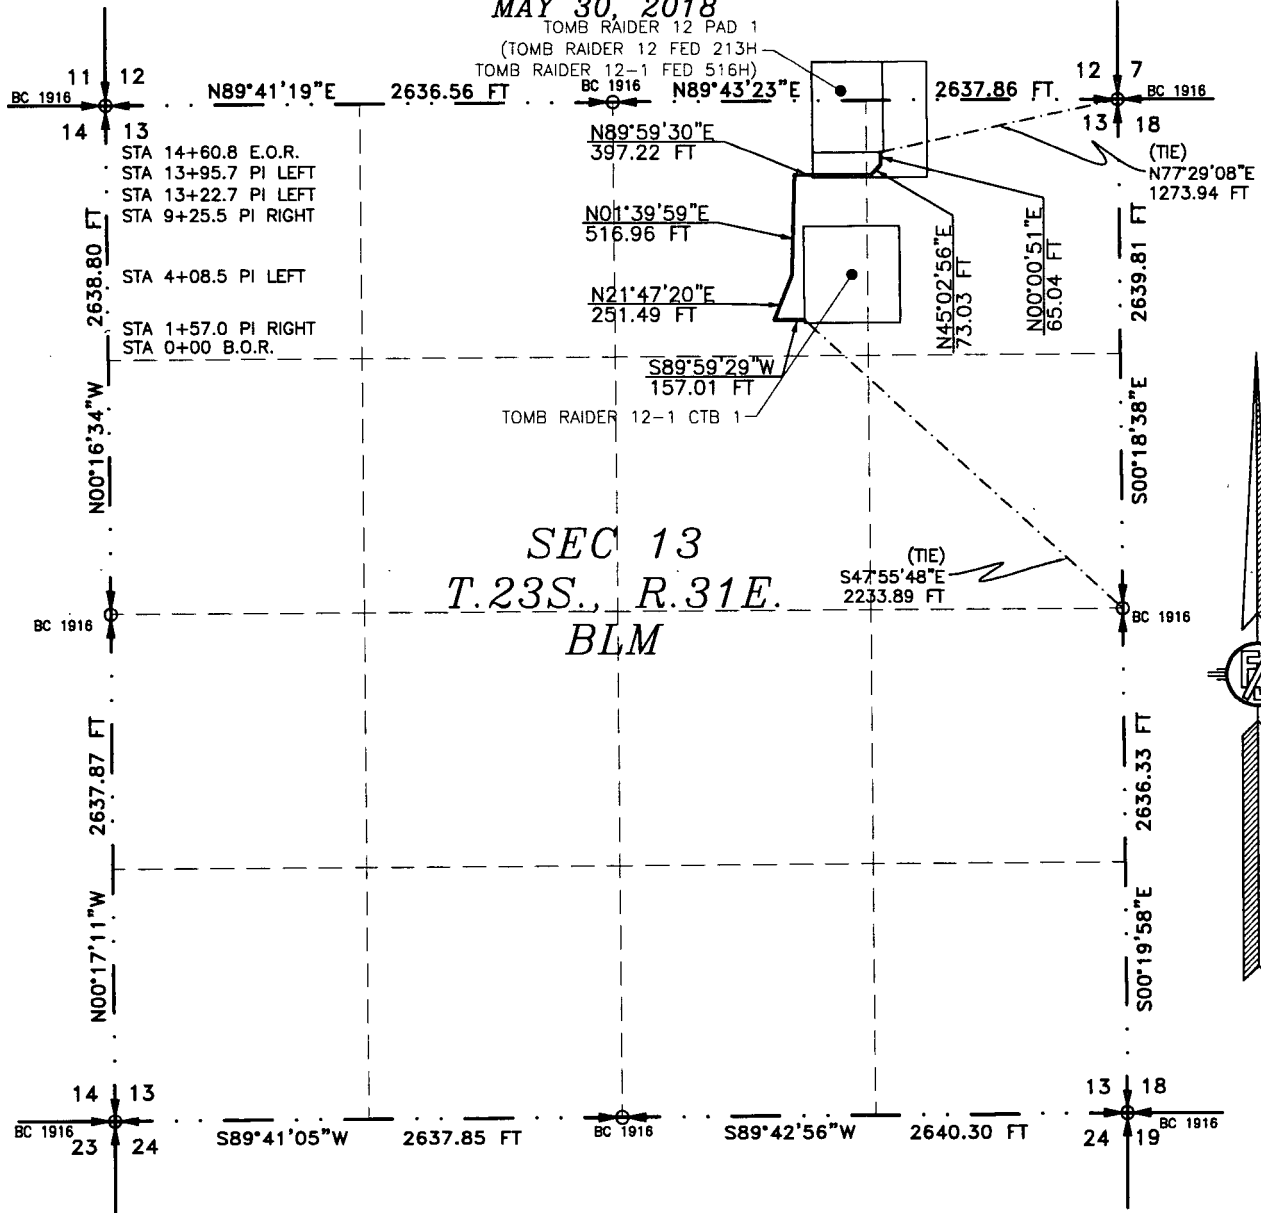 MAY 30, 2018
TOMB RAIDER 12 PAD 1
(TOMB RAIDER 12 FED 213H
TOMB RAIDER 12-1 FED 516H)
11 12
BC 1916
14 13
N89°41'19"E 2636.56 FT
BC 1916
N89°43'23"E 2637.86 FT
12 7
BC 1916
13 18
STA 14+60.8 E.O.R.
STA 13+95.7 PI LEFT
STA 13+22.7 PI LEFT
STA 9+25.5 PI RIGHT
STA 4+08.5 PI LEFT
STA 1+57.0 PI RIGHT
STA 0+00 B.O.R.
N89°59'30"E
397.22 FT
N01°39'59"E
516.96 FT
N21°47'20"E
251.49 FT
S89°59'29"W
157.01 FT
TOMB RAIDER 12-1 CTB 1
N45°02'56"E
73.03 FT
N00°00'51"E
65.04 FT
(TIE)
N77°29'08"E
1273.94 FT
N00°16'34"W 2638.80 FT
2639.81 FT
S00°18'38"E
SEC 13
T.23S., R.31E.
BLM
(TIE)
S47°55'48"E
2233.89 FT
BC 1916
BC 1916
N00°17'11"W 2637.87 FT
2636.33 FT
S00°19'58"E
14 13
BC 1916
23 24
S89°41'05"W 2637.85 FT
BC 1916
S89°42'56"W 2640.30 FT
13 18
BC 1916
24 19